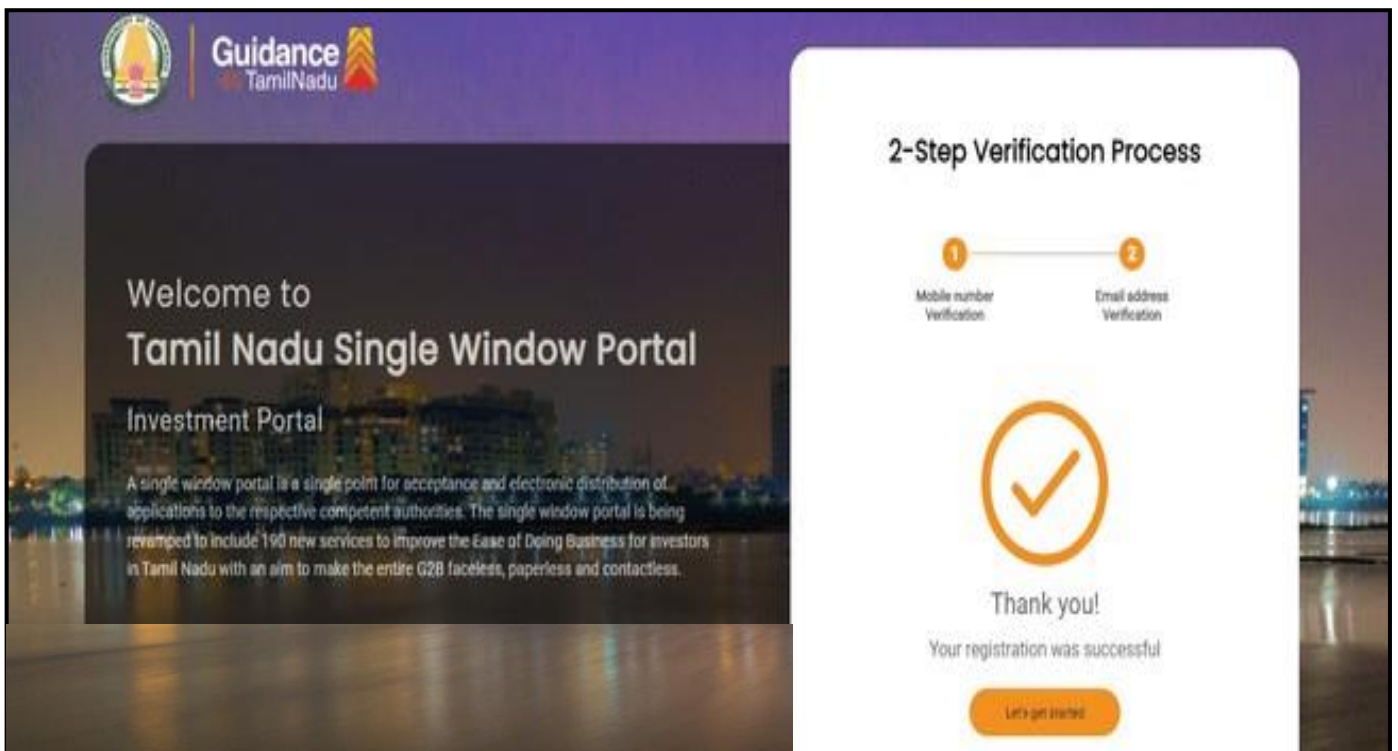 Guidance
TamilNadu
Welcome to
Tamil Nadu Single Window Portal
Investment Portal
A single window portal is a single point for acceptance and electronic distribution of
applications to the respective competent authorities. The single window portal is being
revamped to include 190 new services to improve the Ease of Doing Business for investors
in Tamil Nadu with an aim to make the entire G2B faceless, paperless and contactless.
2-Step Verification Process
1
2
Mobile number
Verification
Email address
Verification
Thank you!
Your registration was successful
Let's get started